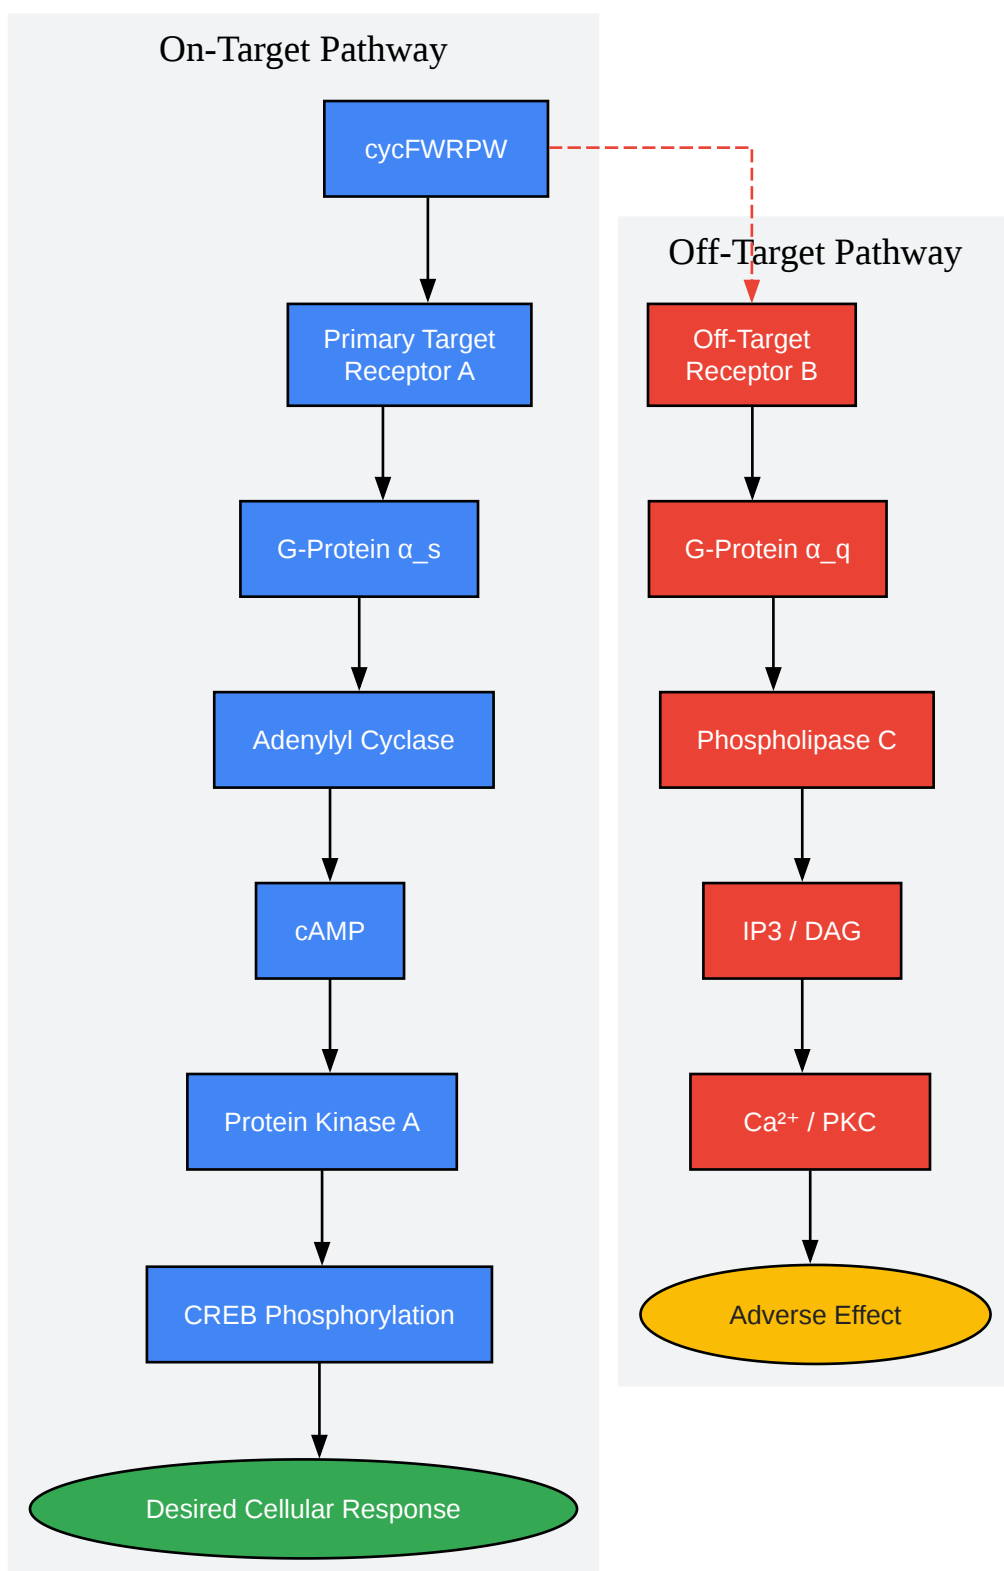 On-Target Pathway
cycFWRPW
Primary Target
Receptor A
G-Protein α_s
Adenylyl Cyclase
cAMP
Protein Kinase A
CREB Phosphorylation
Desired Cellular Response
Off-Target Pathway
Off-Target
Receptor B
G-Protein α_q
Phospholipase C
IP3 / DAG
Ca²⁺ / PKC
Adverse Effect